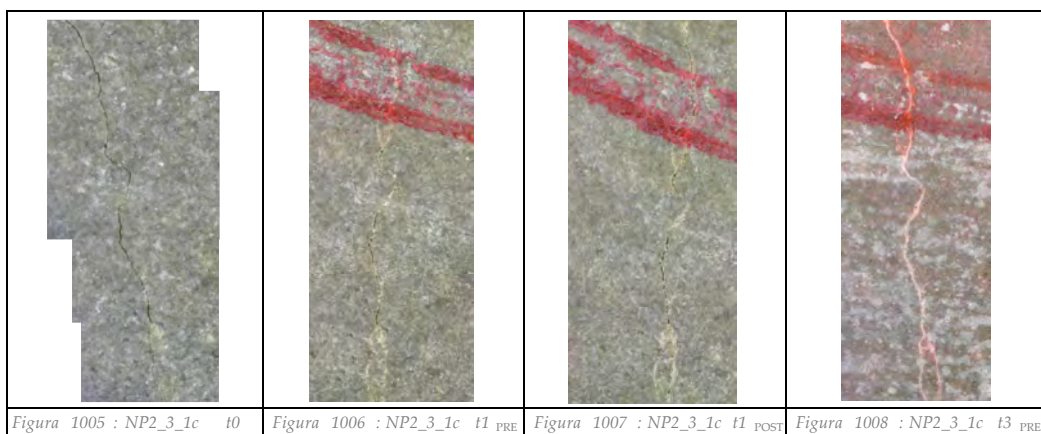 Figura 1005 : NP2_3_1c t0
Figura 1006 : NP2_3_1c t1 PRE
Figura 1007 : NP2_3_1c t1 POST
Figura 1008 : NP2_3_1c t3 PRE